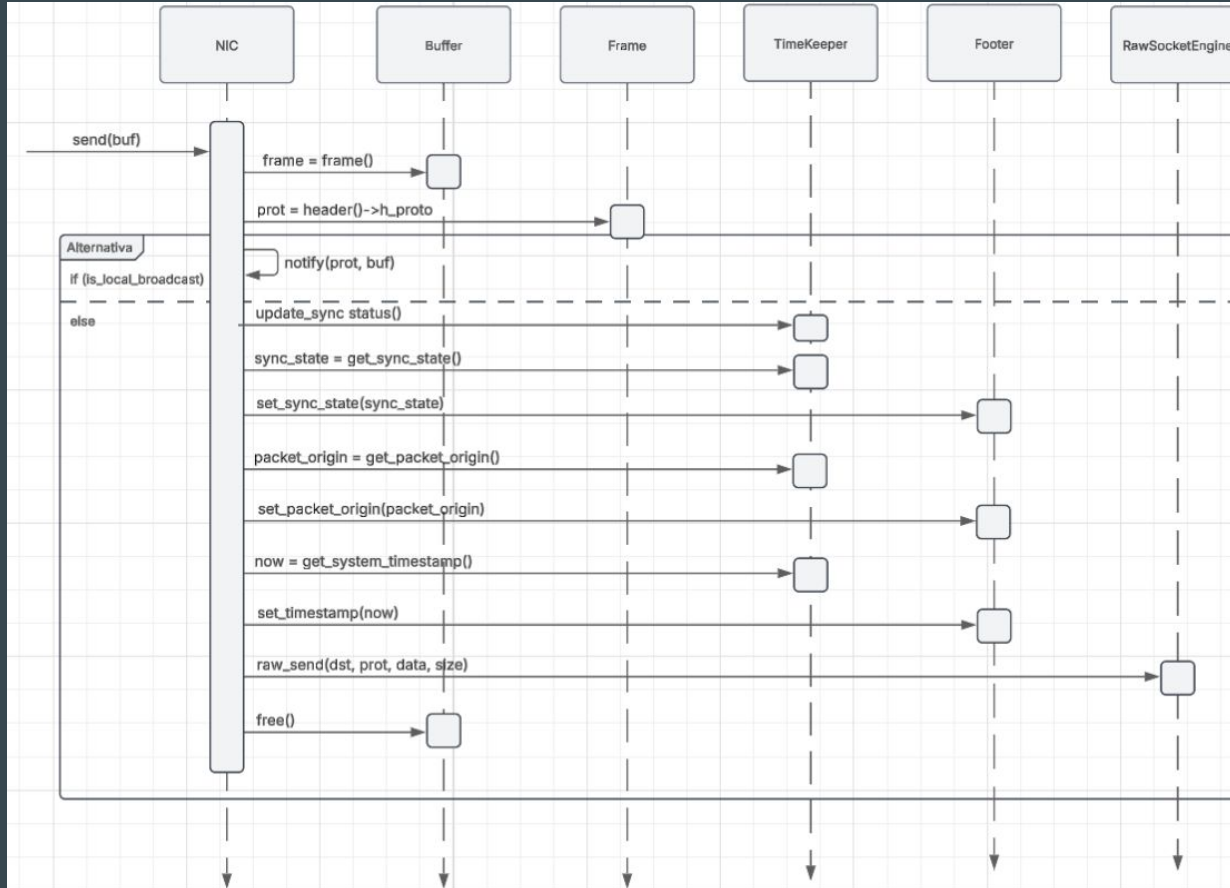 NIC
Buffer
Frame
TimeKeeper
Footer
RawSocketEngine
send(buf)
frame = frame()
prot = header()->h_proto
Alternativa
if (is_local_broadcast)
notify(prot, buf)
else
update_sync status()
sync_state = get_sync_state()
set_sync_state(sync_state)
packet_origin = get_packet_origin()
set_packet_origin(packet_origin)
now = get_system_timestamp()
set_timestamp(now)
raw_send(dst, prot, data, size)
free()